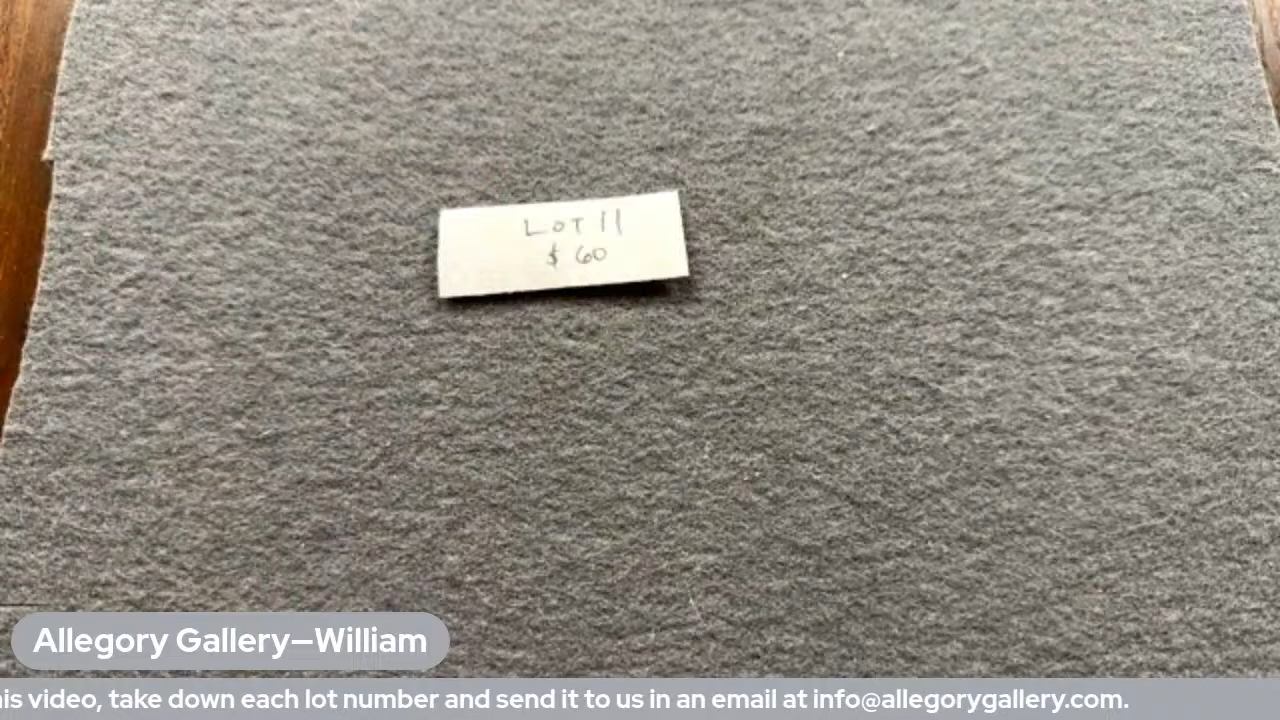 LOT 11
$ 60
Allegory Gallery—William
video, take down each lot number and send it to us in an email at info@allegorygallery.com.